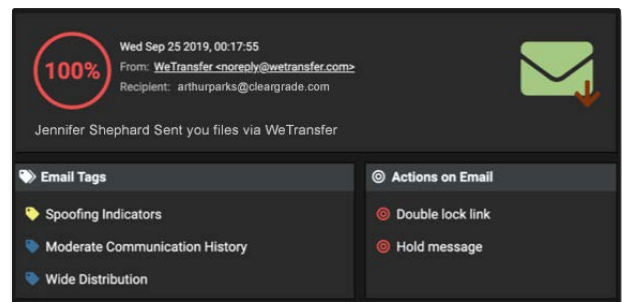 100%
Wed Sep 25 2019, 00:17:55
From: WeTransfer <noreply@wetransfer.com>
Recipient: arthurparks@cleargrade.com
Jennifer Shephard Sent you files via WeTransfer
Email Tags
Spoofing Indicators
Moderate Communication History
Wide Distribution
Actions on Email
Double lock link
Hold message